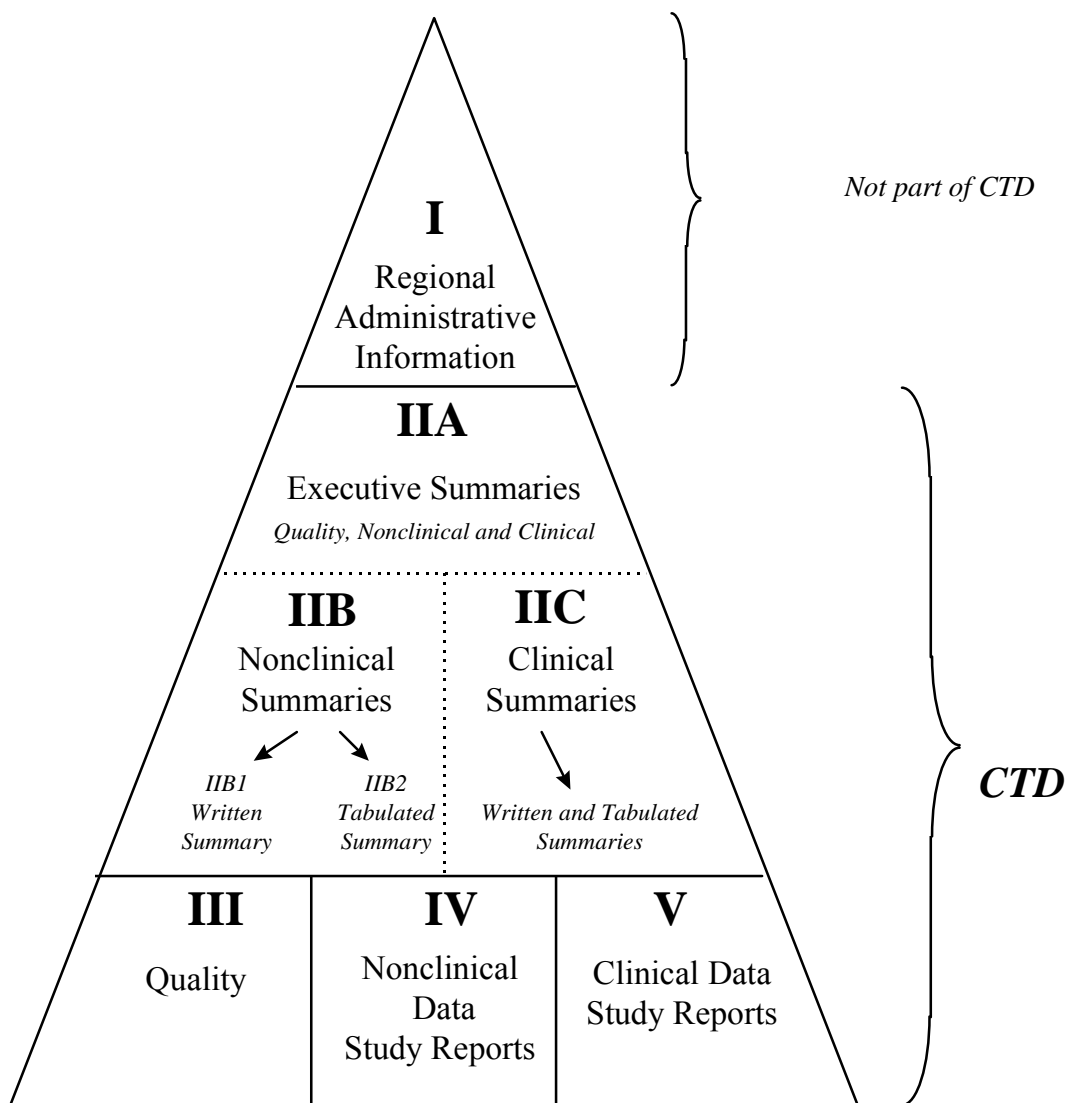 Not part of CTD
I
Regional
Administrative
Information
IIA
Executive Summaries
Quality, Nonclinical and Clinical
IIB
Nonclinical
Summaries
IIC
Clinical
Summaries
IIB1
Written
Summary
IIB2
Tabulated
Summary
Written and Tabulated
Summaries
CTD
III
Quality
IV
Nonclinical
Data
Study Reports
V
Clinical Data
Study Reports